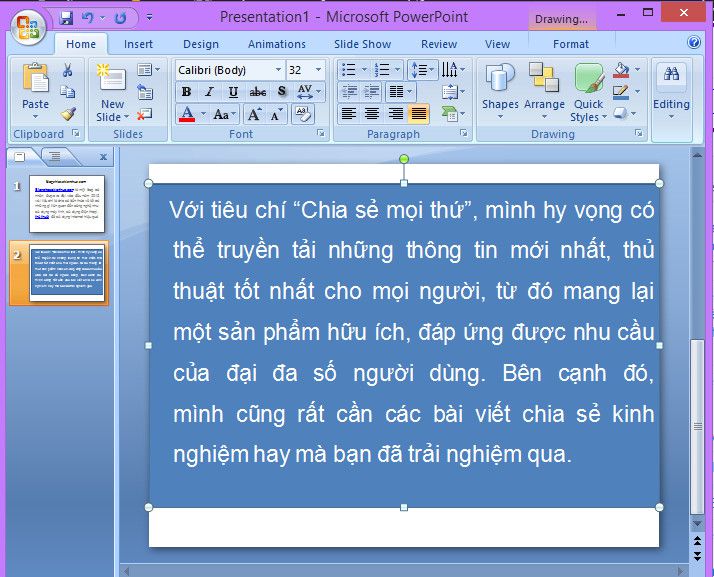 Presentation1 - Microsoft PowerPoint
Drawing...
Home Insert Design Animations Slide Show Review View Format
Calibri (Body) 32
Paste New Slide Shapes Arrange Quick Styles Editing
B I U abc S AV
A Aa A A
Clipboard Slides Font Paragraph Drawing
1
2
Với tiêu chí “Chia sẻ mọi thứ”, mình hy vọng có
thể truyền tải những thông tin mới nhất, thủ
thuật tốt nhất cho mọi người, từ đó mang lại
một sản phẩm hữu ích, đáp ứng được nhu cầu
của đại đa số người dùng. Bên cạnh đó,
mình cũng rất cần các bài viết chia sẻ kinh
nghiệm hay mà bạn đã trải nghiệm qua.